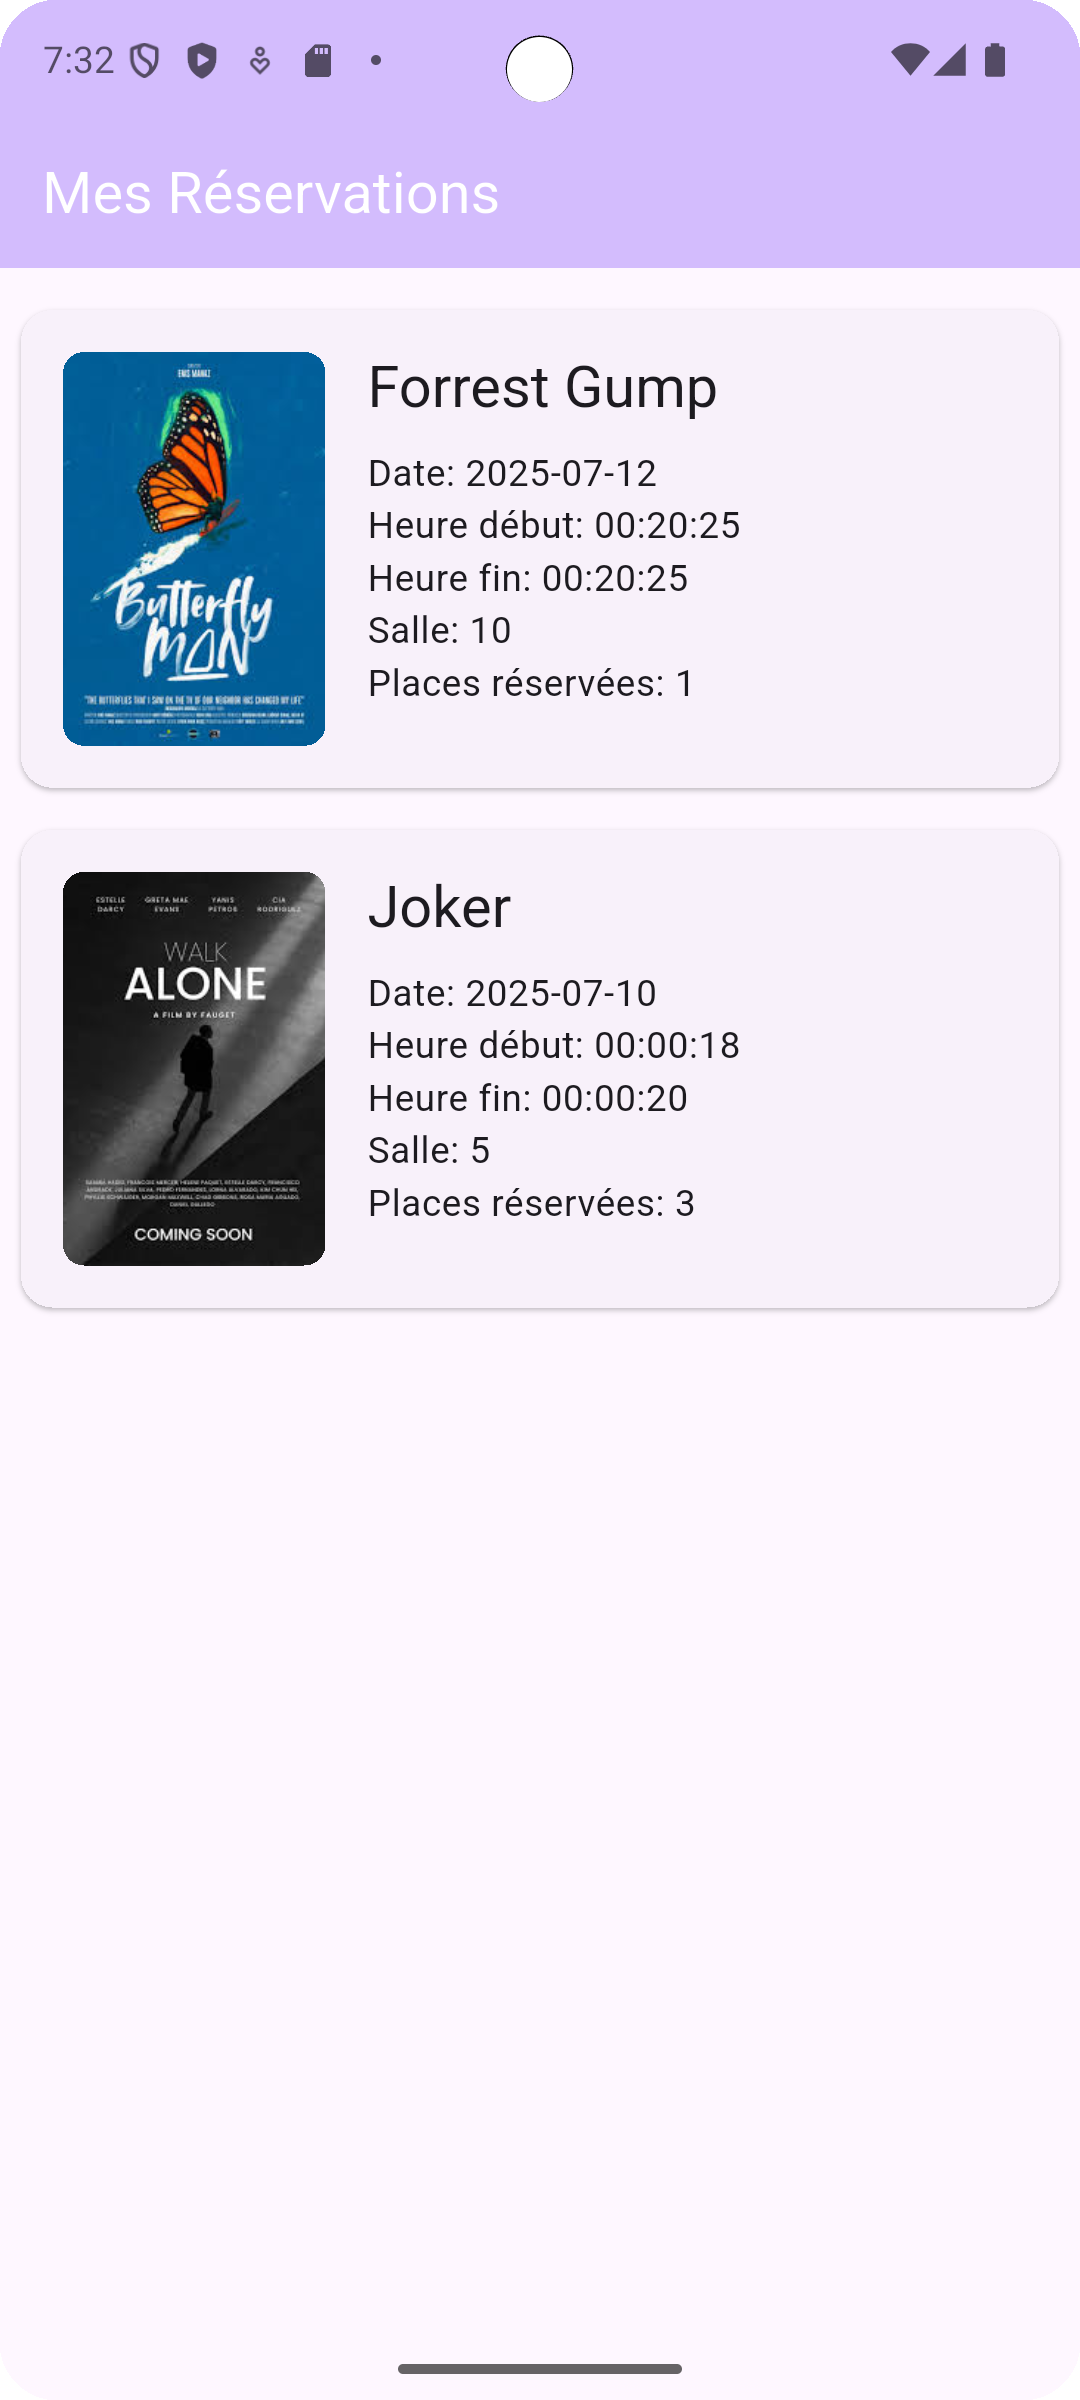 7:32
Mes Réservations
ENIS MANAZ
Butterfly
MAN
"THE BUTTERFLIES THAT I SAW ON THE TV OF OUR NEIGHBOR HAS CHANGED MY LIFE"
Forrest Gump
Date: 2025-07-12
Heure début: 00:20:25
Heure fin: 00:20:25
Salle: 10
Places réservées: 1
ESTELLE DARCY
GRETA MAE EVANS
YANIS PETROS
CIA RODRIGUEZ
WALK
ALONE
A FILM BY FAUGET
COMING SOON
Joker
Date: 2025-07-10
Heure début: 00:00:18
Heure fin: 00:00:20
Salle: 5
Places réservées: 3